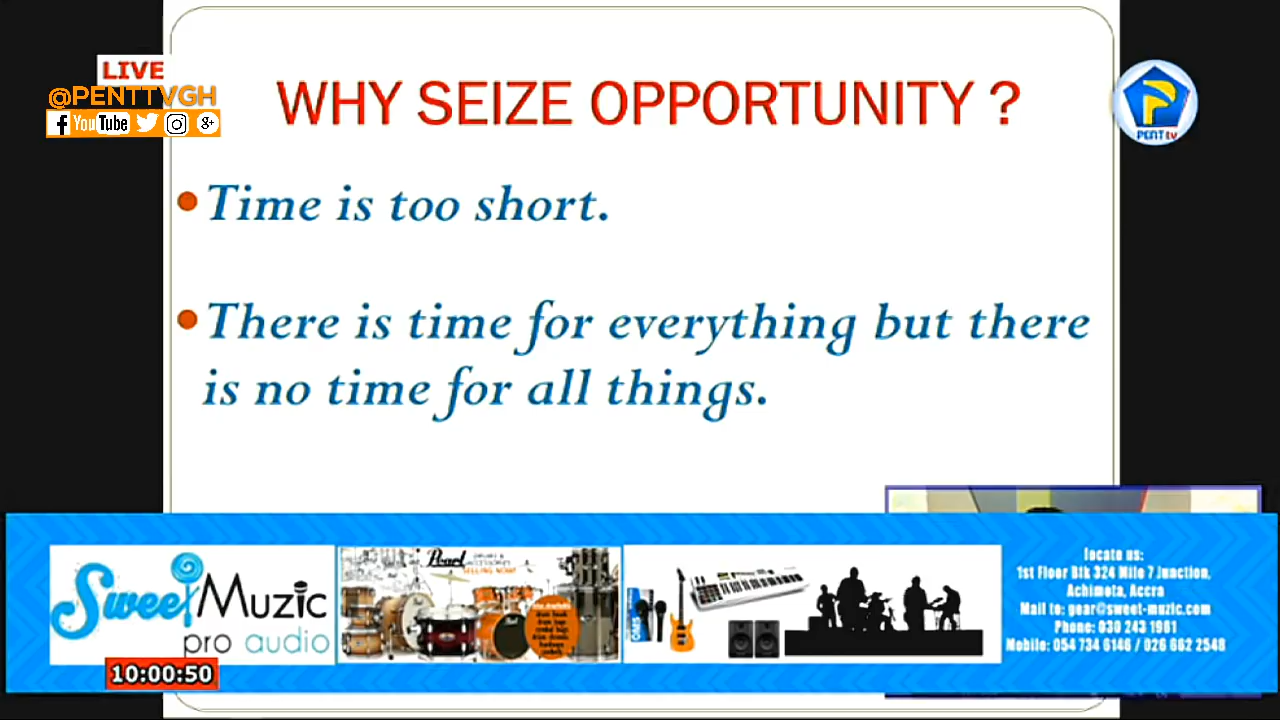 LIVE
@PENTTVGH
YouTube
WHY SEIZE OPPORTUNITY ?
PENT tv
Time is too short.
There is time for everything but there
is no time for all things.
Sweet Muzic
pro audio
Pearl
SELLING NOW!
locate us:
1st Floor Blk 324 Mile 7 Junction,
Achimota, Accra
Mail to: gear@sweet-muzic.com
Phone: 030 243 1981
Mobile: 054 734 6146 / 026 662 2548
10:00:50